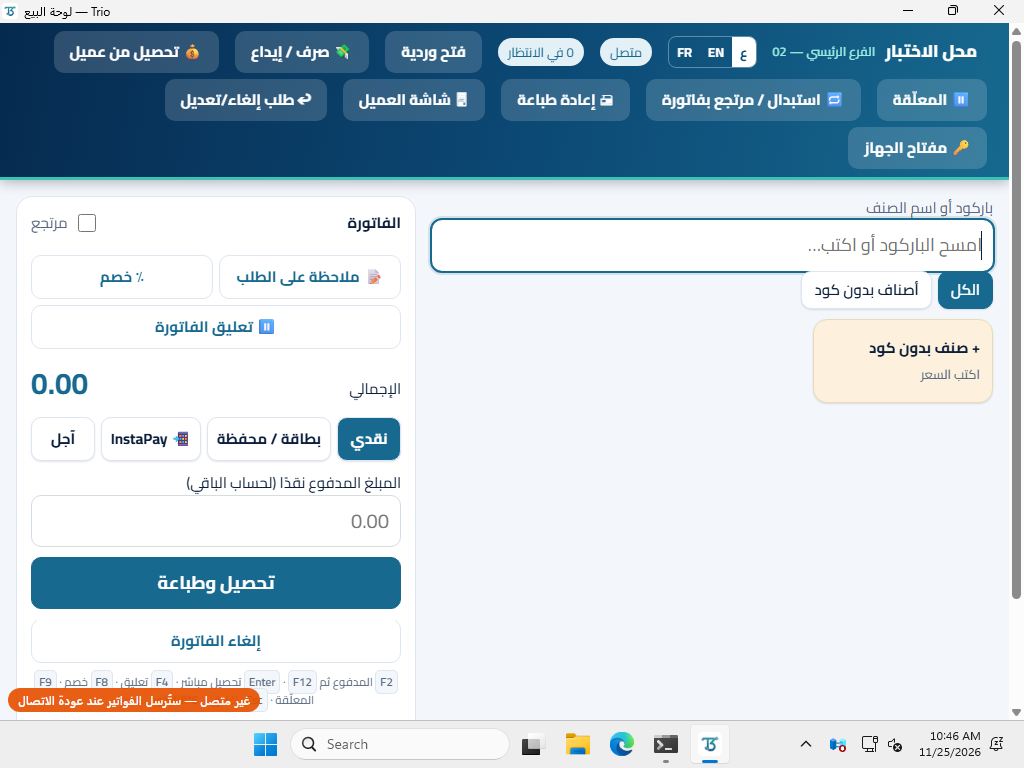 لوحة البيع — Trio
محل الاختبار
الفرع الرئيسي — 02
ع EN FR
متصل
0 في الانتظار
فتح وردية
صرف / إيداع
تحصيل من عميل
المعلّقة
استبدال / مرتجع بفاتورة
إعادة طباعة
شاشة العميل
طلب إلغاء/تعديل
مفتاح الجهاز
باركود أو اسم الصنف
امسح الباركود أو اكتب...
الكل
أصناف بدون كود
+ صنف بدون كود
اكتب السعر
الفاتورة
مرتجع
ملاحظة على الطلب
٪ خصم
تعليق الفاتورة
الإجمالي
0.00
نقدي
بطاقة / محفظة
InstaPay
آجل
المبلغ المدفوع نقدًا (لحساب الباقي)
0.00
تحصيل وطباعة
إلغاء الفاتورة
F2 المدفوع ثم F12 · Enter تحصيل مباشر · F4 تعليق · F8 خصم · F9
المعلّقة ·
غير متصل — ستُرسل الفواتير عند عودة الاتصال
Search
10:46 AM
11/25/2026